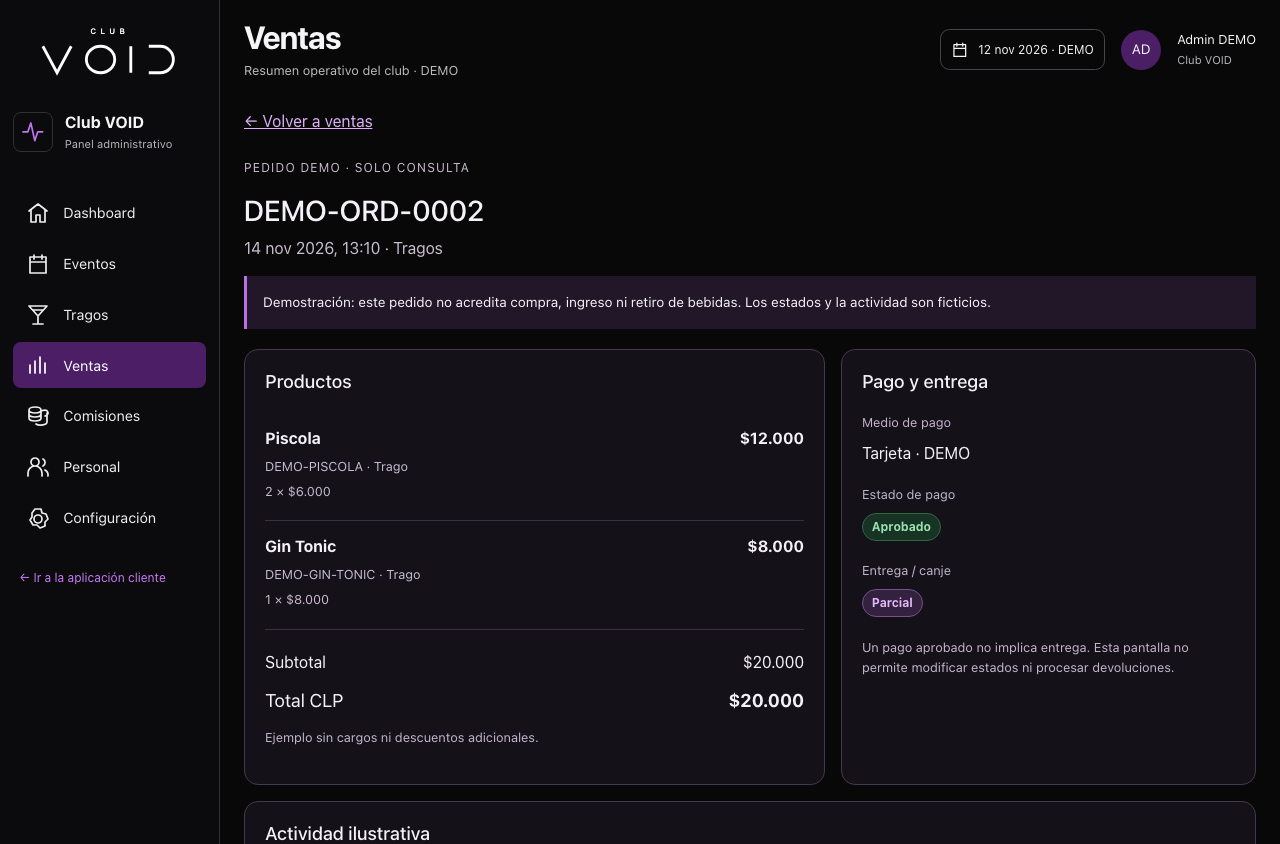 CLUB
VOID
Club VOID
Panel administrativo
Dashboard
Eventos
Tragos
Ventas
Comisiones
Personal
Configuración
← Ir a la aplicación cliente
Ventas
Resumen operativo del club · DEMO
12 nov 2026 · DEMO
AD
Admin DEMO
Club VOID
← Volver a ventas
PEDIDO DEMO · SOLO CONSULTA
DEMO-ORD-0002
14 nov 2026, 13:10 · Tragos
Demostración: este pedido no acredita compra, ingreso ni retiro de bebidas. Los estados y la actividad son ficticios.
Productos
Piscola $12.000
DEMO-PISCOLA · Trago
2 × $6.000
Gin Tonic $8.000
DEMO-GIN-TONIC · Trago
1 × $8.000
Subtotal $20.000
Total CLP $20.000
Ejemplo sin cargos ni descuentos adicionales.
Pago y entrega
Medio de pago
Tarjeta · DEMO
Estado de pago
Aprobado
Entrega / canje
Parcial
Un pago aprobado no implica entrega. Esta pantalla no
permite modificar estados ni procesar devoluciones.
Actividad ilustrativa